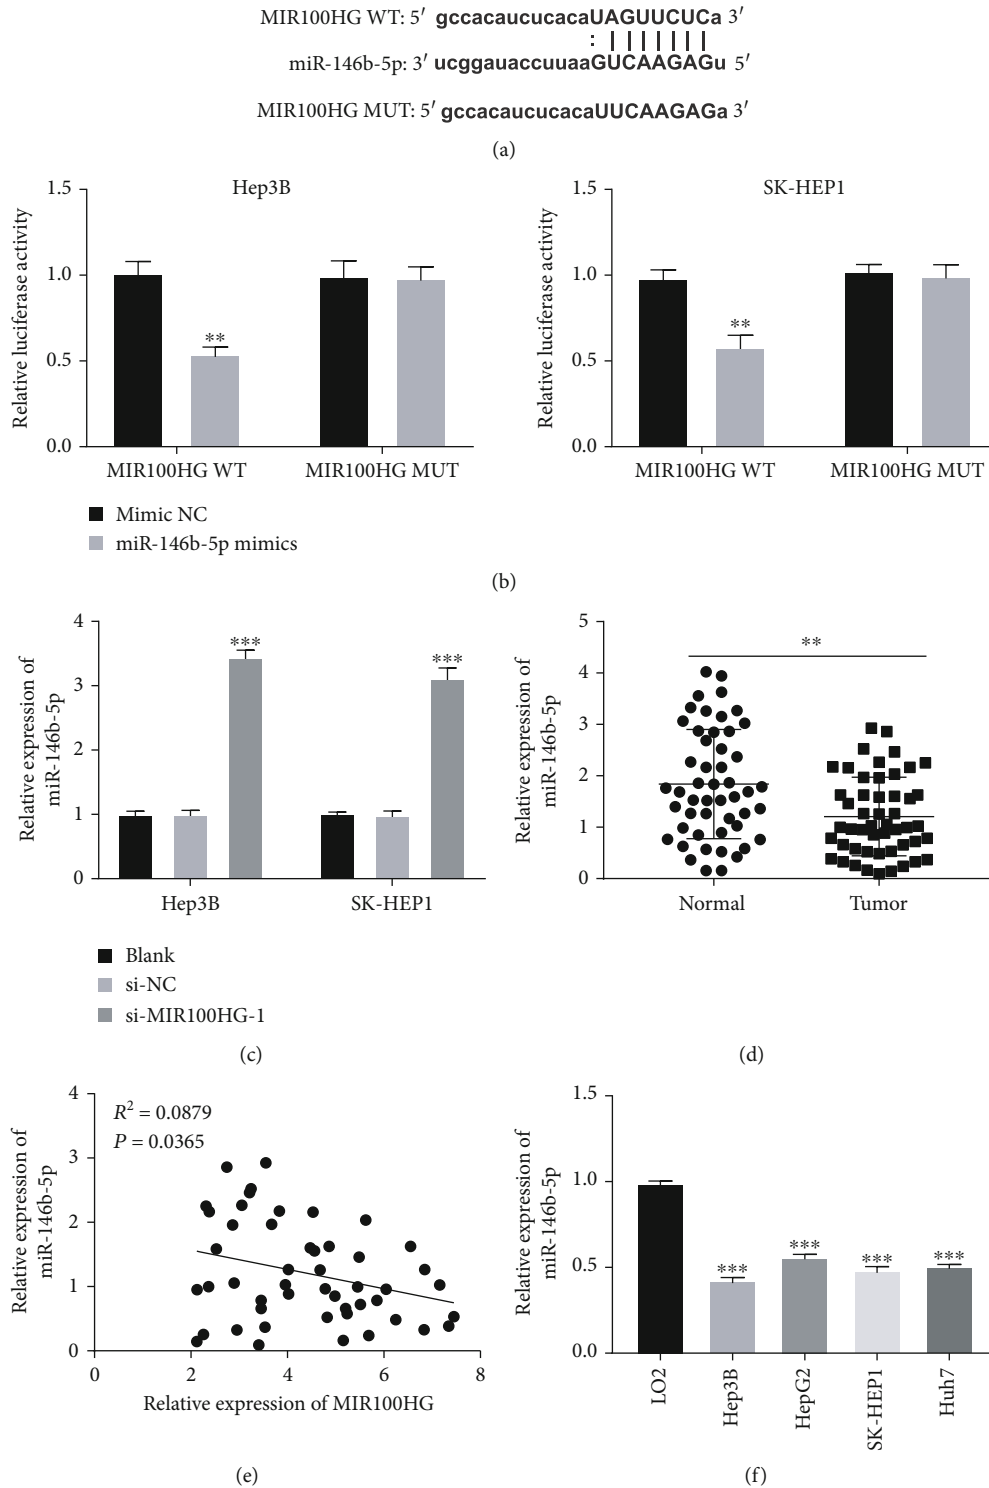 MIR100HG WT: 5′ gccacaucucacaUAGUUCUCa 3′
miR-146b-5p: 3′ ucggauaccuuaaGUCAAGAGu 5′
MIR100HG MUT: 5′ gccacaucucacaUUCAAGAGa 3′
(a)
Hep3B
Relative luciferase activity
1.5
1.0
0.5
0.0
**
MIR100HG WT
MIR100HG MUT
SK-HEP1
Relative luciferase activity
1.5
1.0
0.5
0.0
**
MIR100HG WT
MIR100HG MUT
Mimic NC
miR-146b-5p mimics
(b)
Relative expression of
miR-146b-5p
4
3
2
1
0
***
***
Hep3B
SK-HEP1
Blank
si-NC
si-MIR100HG-1
(c)
Relative expression of
miR-146b-5p
5
4
3
2
1
0
**
Normal
Tumor
(d)
Relative expression of
miR-146b-5p
4
3
2
1
0
R² = 0.0879
P = 0.0365
0 2 4 6 8
Relative expression of MIR100HG
(e)
Relative expression of
miR-146b-5p
1.5
1.0
0.5
0.0
***
***
***
***
LO2
Hep3B
HepG2
SK-HEP1
Huh7
(f)